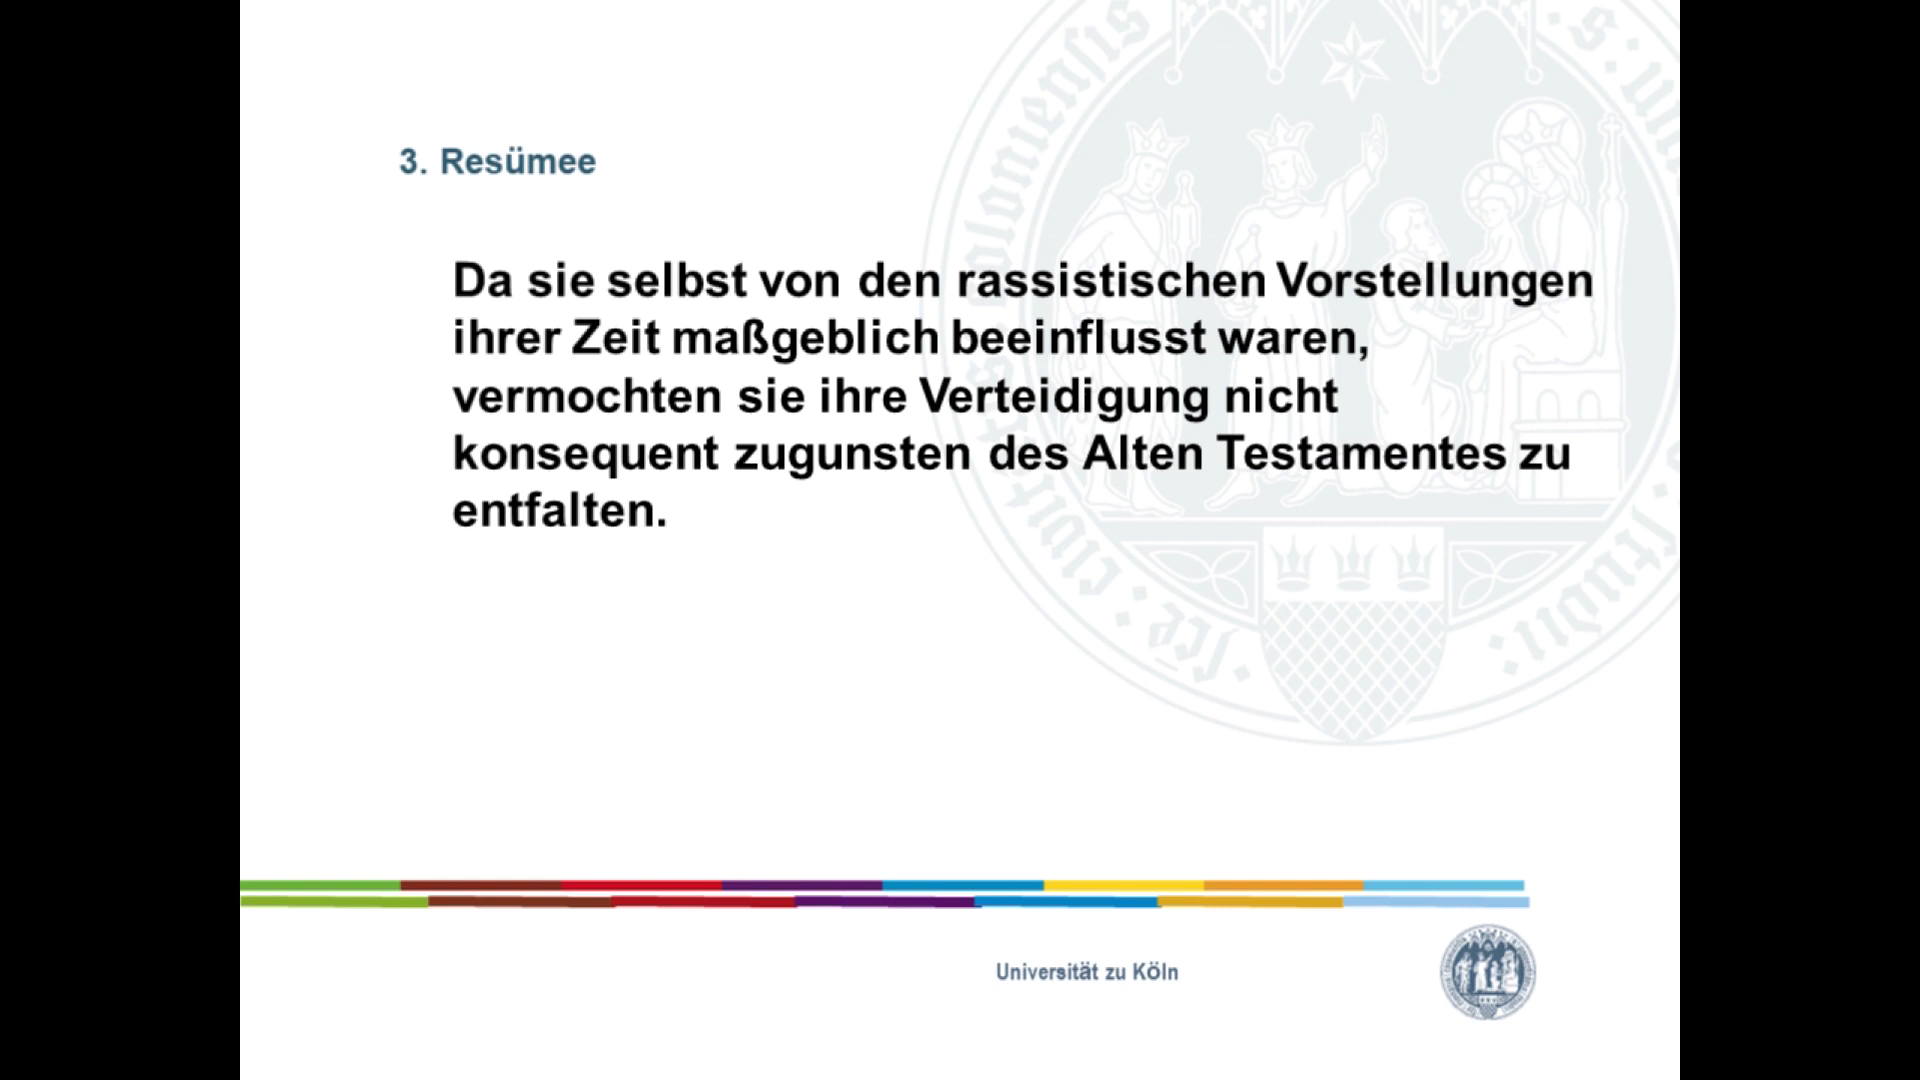 3. Resümee
Da sie selbst von den rassistischen Vorstellungen
ihrer Zeit maßgeblich beeinflusst waren,
vermochten sie ihre Verteidigung nicht
konsequent zugunsten des Alten Testamentes zu
entfalten.
Universität zu Köln